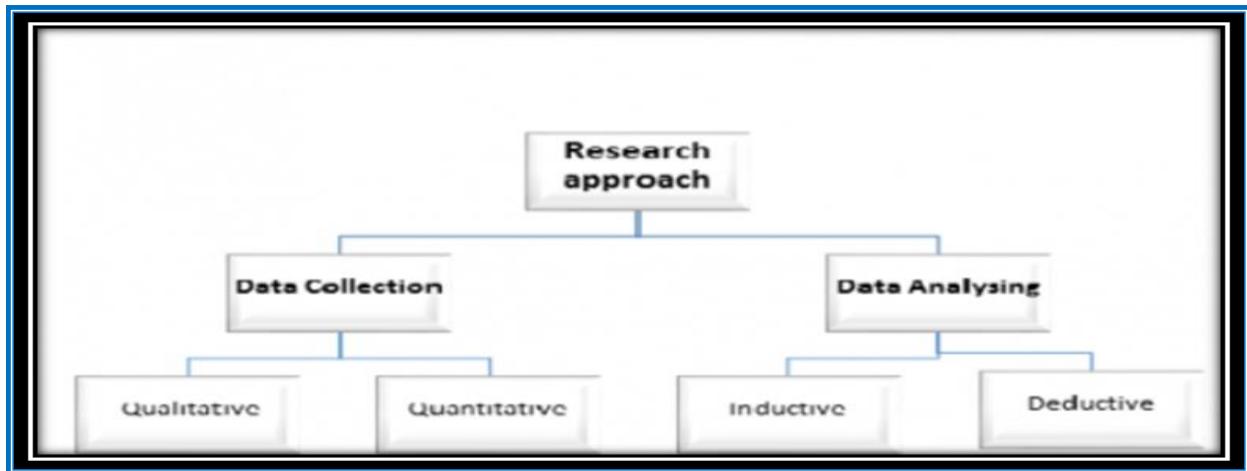 Research
approach
Data Collection
Data Analysing
Qualitative
Quantitative
Inductive
Deductive